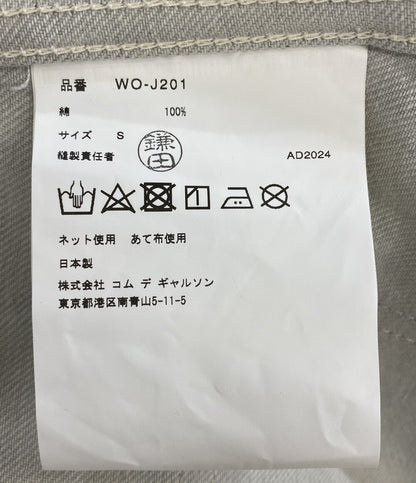 品番 WO-J201
綿 100%
サイズ S
縫製責任者 鎌田 AD2024
ネット使用 あて布使用
日本製
株式会社 コム デ ギャルソン
東京都港区南青山5-11-5